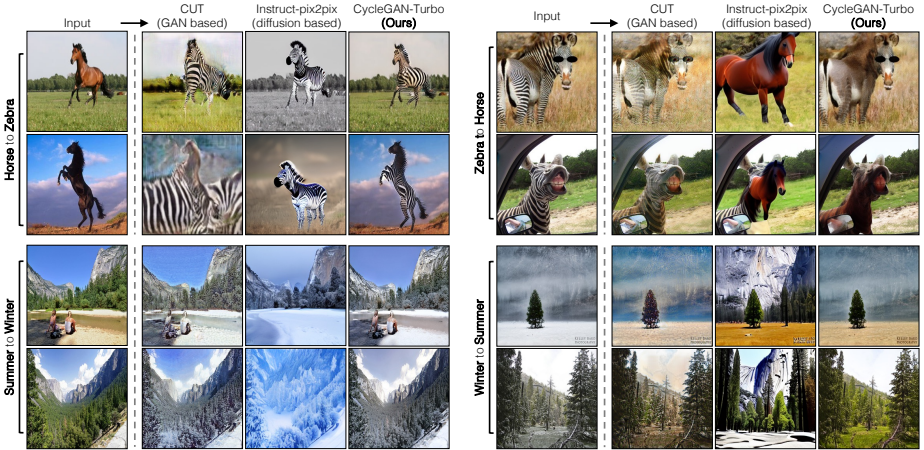 Input
CUT
(GAN based)
Instruct-pix2pix
(diffusion based)
CycleGAN-Turbo
(Ours)
Horse to Zebra
Summer to Winter
Input
CUT
(GAN based)
Instruct-pix2pix
(diffusion based)
CycleGAN-Turbo
(Ours)
Zebra to Horse
Winter to Summer